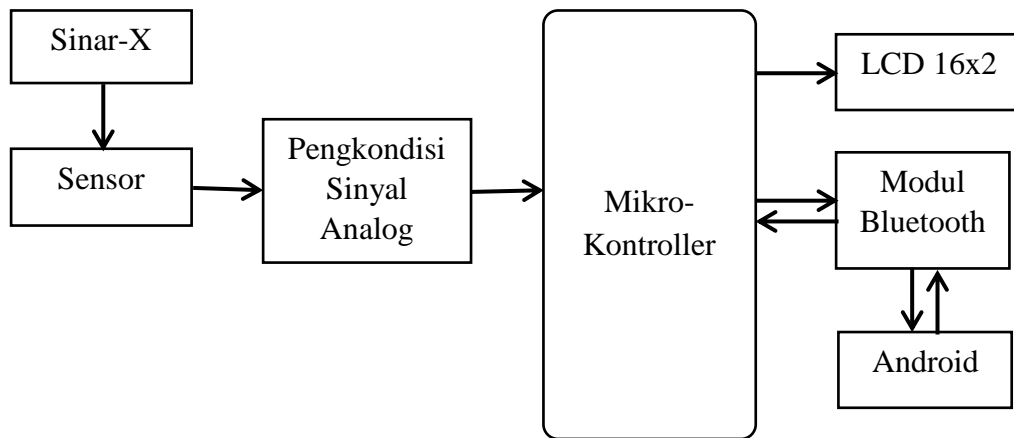 Sinar-X
Sensor
Pengkondisi
Sinyal
Analog
Mikro-
Kontroller
LCD 16x2
Modul
Bluetooth
Android